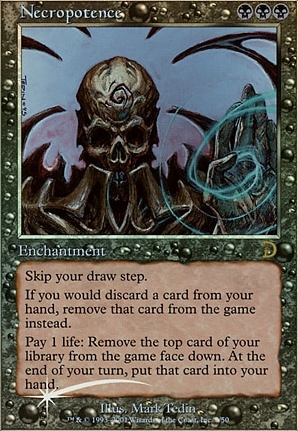 Necropotence
Enchantment
Skip your draw step.
If you would discard a card from your
hand, remove that card from the game
instead.
Pay 1 life: Remove the top card of your
library from the game face down. At the
end of your turn, put that card into your
hand.
Illus. Mark Tedin